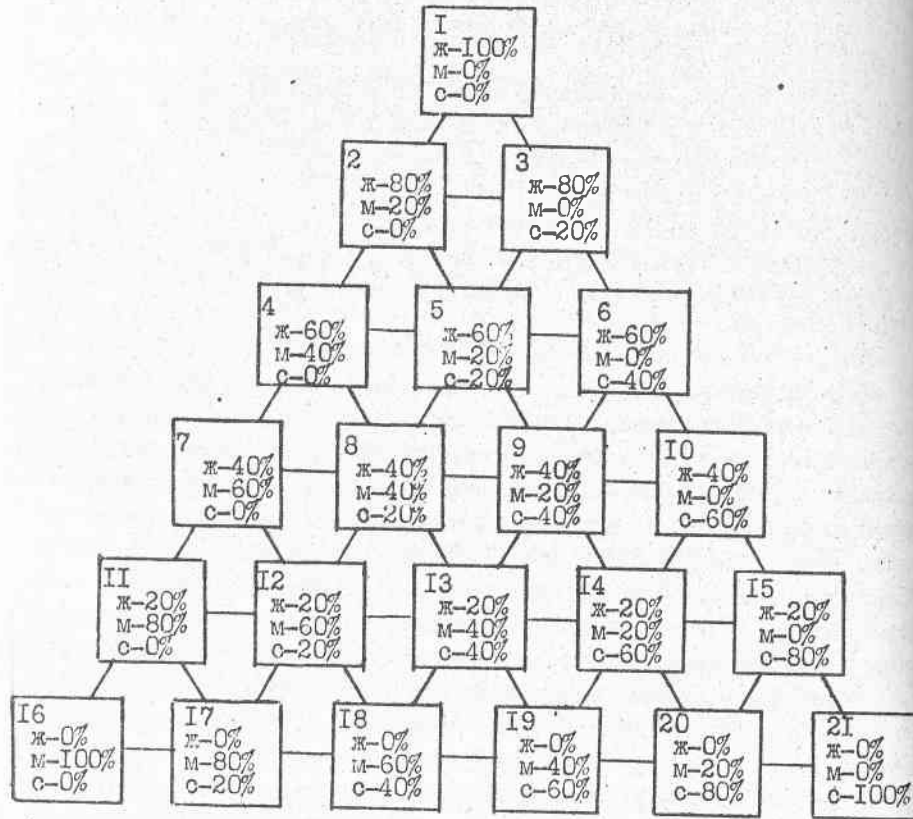 I
ж-I00%
м-0%
с-0%
2
ж-80%
м-20%
с-0%
3
ж-80%
м-0%
с-20%
4
ж-60%
м-40%
с-0%
5
ж-60%
м-20%
с-20%
6
ж-60%
м-0%
с-40%
7
ж-40%
м-60%
с-0%
8
ж-40%
м-40%
с-20%
9
ж-40%
м-20%
с-40%
I0
ж-40%
м-0%
с-60%
II
ж-20%
м-80%
с-0%
I2
ж-20%
м-60%
с-20%
I3
ж-20%
м-40%
с-40%
I4
ж-20%
м-20%
с-60%
I5
ж-20%
м-0%
с-80%
I6
ж-0%
м-I00%
с-0%
I7
ж-0%
м-80%
с-20%
I8
ж-0%
м-60%
с-40%
I9
ж-0%
м-40%
с-60%
20
ж-0%
м-20%
с-80%
2I
ж-0%
м-0%
с-I00%